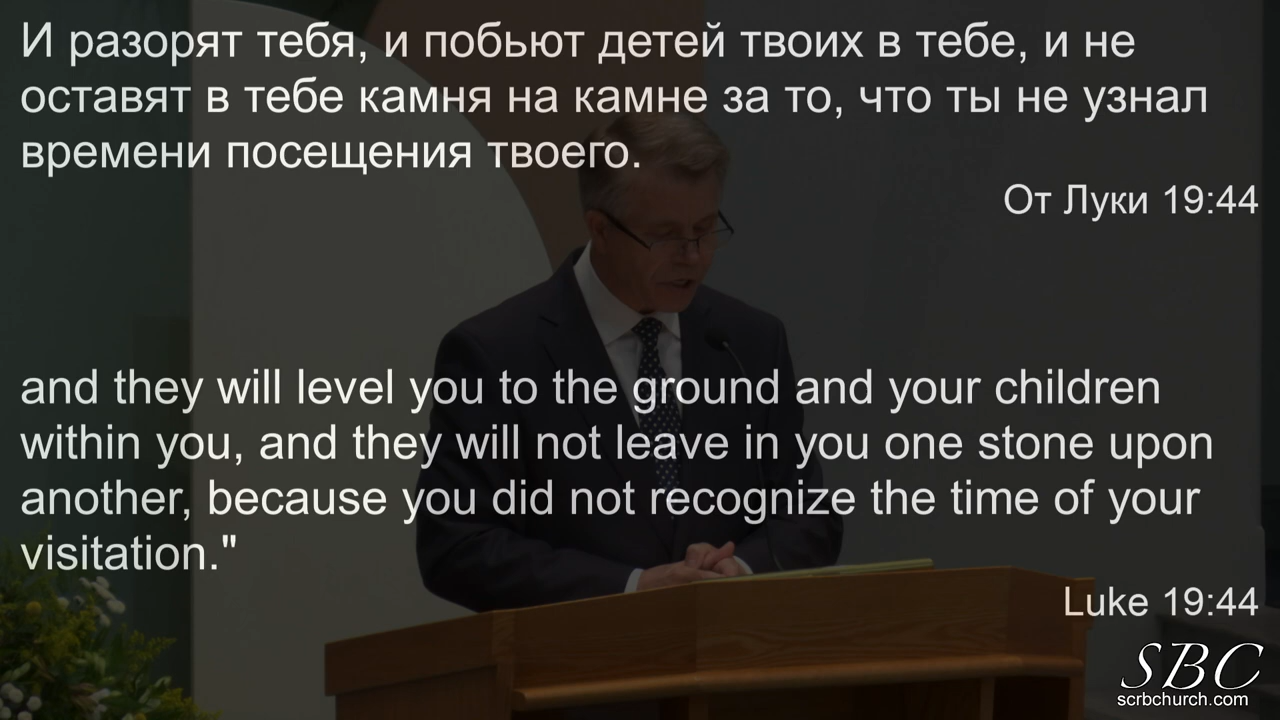 И разорят тебя, и побьют детей твоих в тебе, и не
оставят в тебе камня на камне за то, что ты не узнал
времени посещения твоего.
От Луки 19:44
and they will level you to the ground and your children
within you, and they will not leave in you one stone upon
another, because you did not recognize the time of your
visitation."
Luke 19:44
SBC
scrbchurch.com